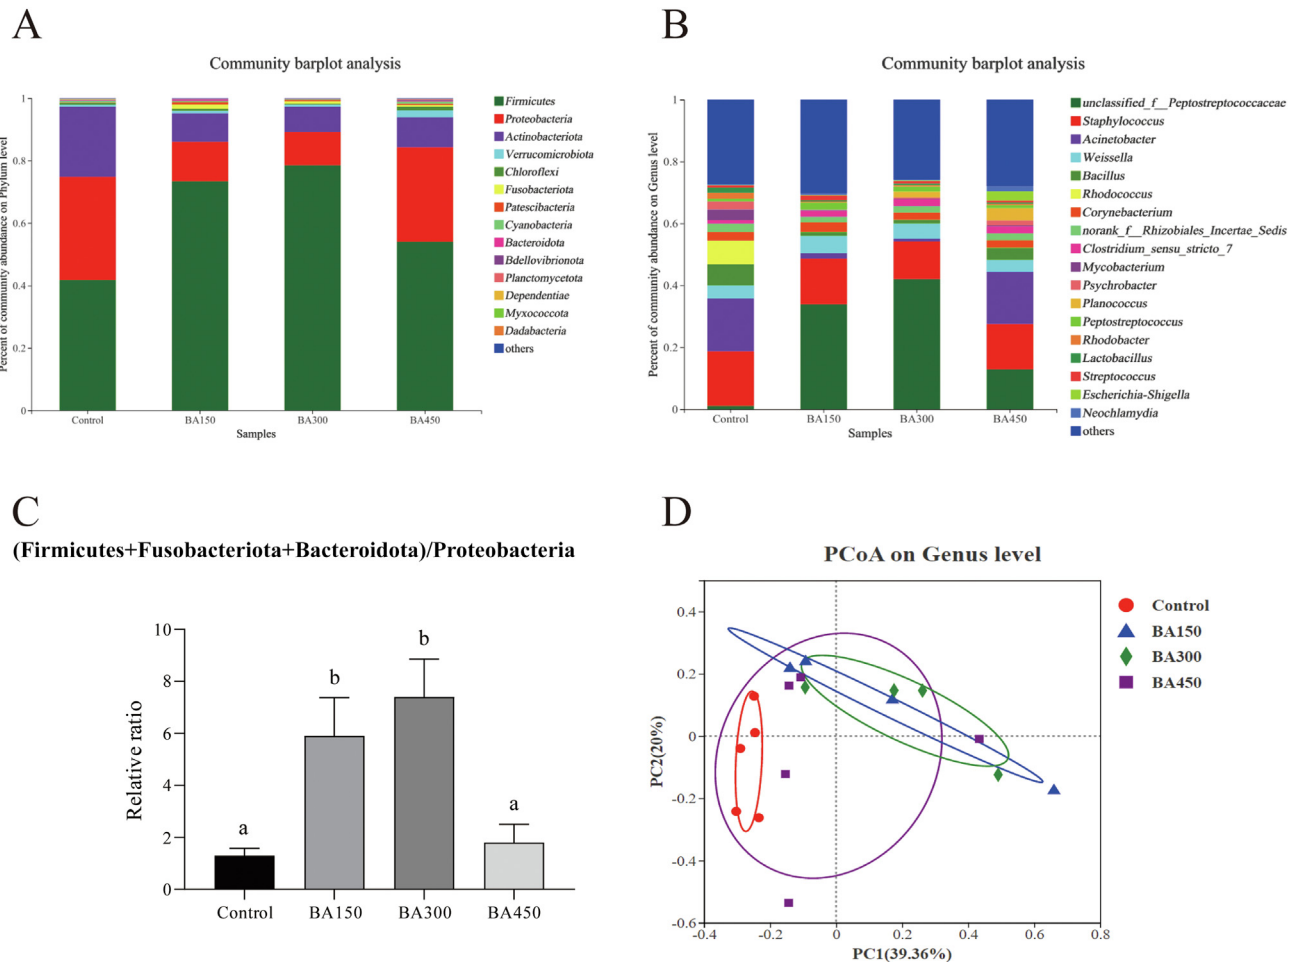 A
Community barplot analysis
Percent of community abundance on Phylum level
1
0.8
0.6
0.4
0.2
0
Control
BA150
BA300
BA450
Samples
Firmicutes
Proteobacteria
Actinobacteriota
Verrucomicrobiota
Chloroflexi
Fusobacteriota
Patescibacteria
Cyanobacteria
Bacteroidota
Bdellovibrionota
Planctomycetota
Dependentiae
Myxococcota
Dadabacteria
others
B
Community barplot analysis
Percent of community abundance on Genus level
1
0.8
0.6
0.4
0.2
0
Control
BA150
BA300
BA450
Samples
unclassified_f__Peptostreptococcaceae
Staphylococcus
Acinetobacter
Weissella
Bacillus
Rhodococcus
Corynebacterium
norank_f__Rhizobiales_Incertae_Sedis
Clostridium_sensu_stricto_7
Mycobacterium
Psychrobacter
Planococcus
Peptostreptococcus
Rhodobacter
Lactobacillus
Streptococcus
Escherichia-Shigella
Neochlamydia
others
C
(Firmicutes+Fusobacteriota+Bacteroidota)/Proteobacteria
Relative ratio
10
8
6
4
2
0
a
b
b
a
Control
BA150
BA300
BA450
D
PCoA on Genus level
PC2(20%)
0.4
0.2
0
-0.2
-0.4
-0.6
-0.4
-0.2
0
0.2
0.4
0.6
0.8
PC1(39.36%)
Control
BA150
BA300
BA450